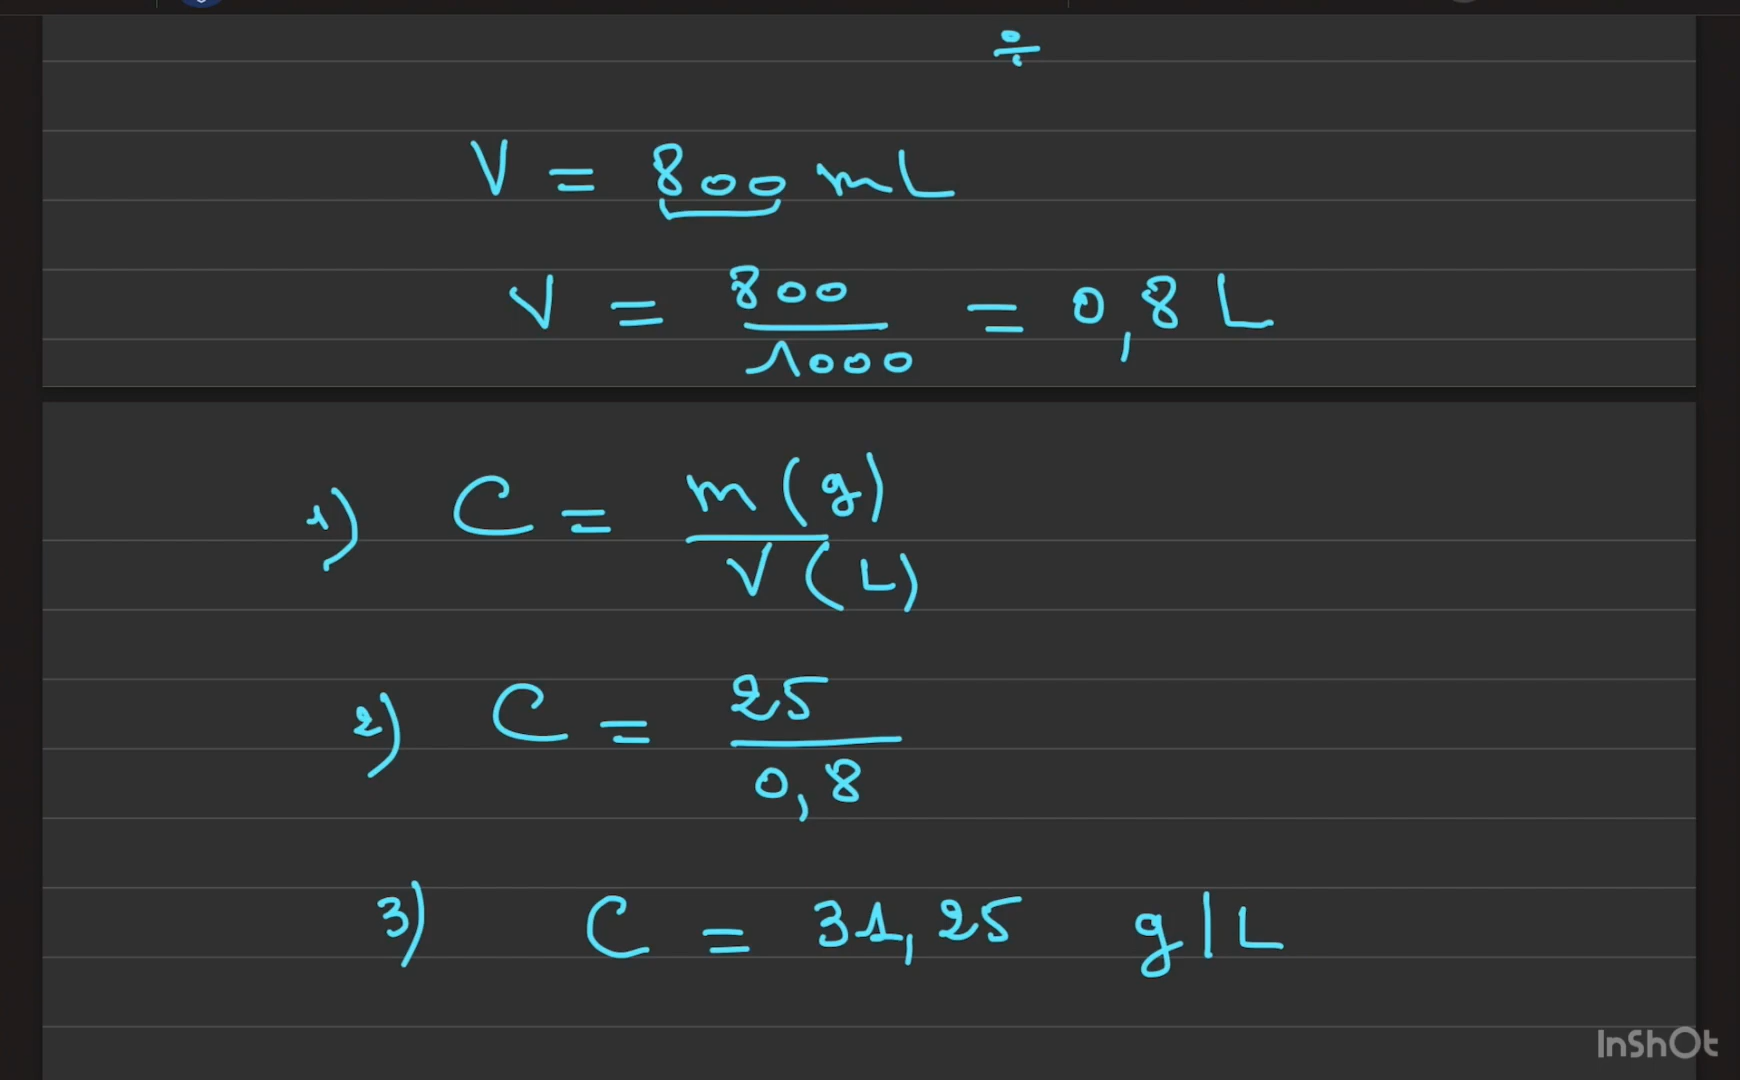 ÷
V = 800 mL
V = 800/1000 = 0,8 L
1) C = m (g)/V (L)
2) C = 25/0,8
3) C = 31,25 g/L
InShOt